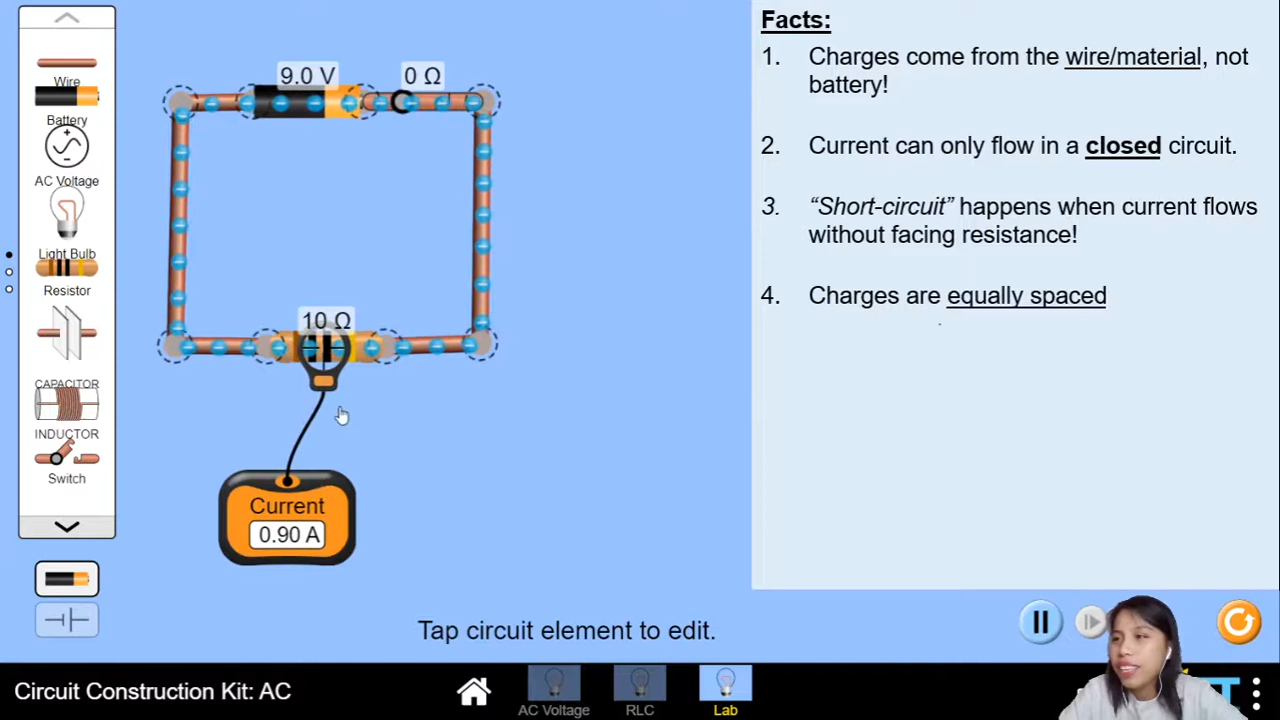 Facts:
1. Charges come from the wire/material, not
battery!
2. Current can only flow in a closed circuit.
3. “Short-circuit” happens when current flows
without facing resistance!
4. Charges are equally spaced
Wire
Battery
AC Voltage
Light Bulb
Resistor
CAPACITOR
INDUCTOR
Switch
9.0 V
0 Ω
10 Ω
Current
0.90 A
Tap circuit element to edit.
Circuit Construction Kit: AC
AC Voltage
RLC
Lab